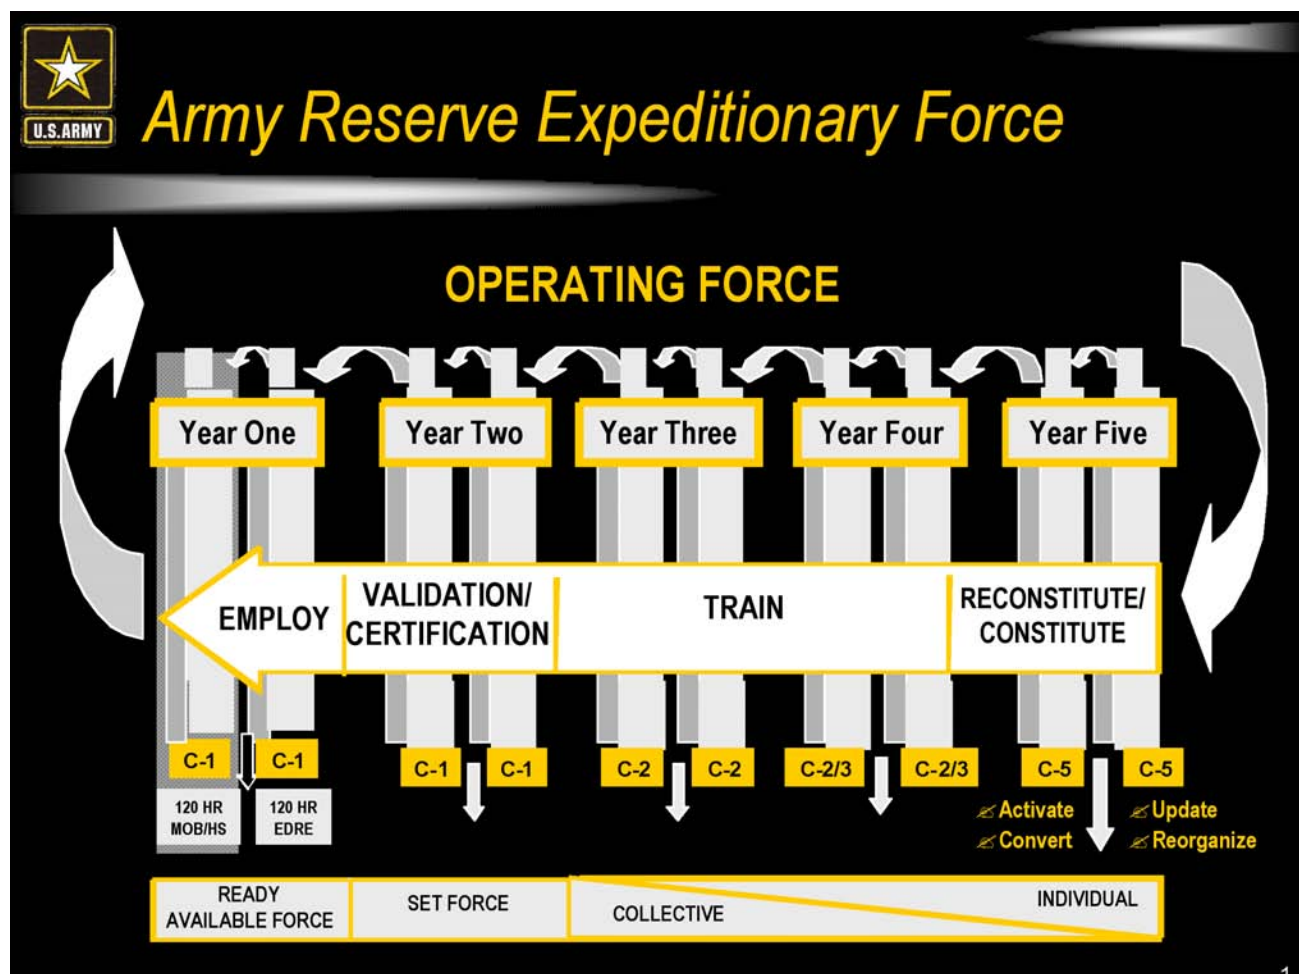 U.S.ARMY
Army Reserve Expeditionary Force
OPERATING FORCE
Year One
Year Two
Year Three
Year Four
Year Five
EMPLOY
VALIDATION/
CERTIFICATION
TRAIN
RECONSTITUTE/
CONSTITUTE
C-1
C-1
C-1
C-1
C-2
C-2
C-2/3
C-2/3
C-5
C-5
120 HR
MOB/HS
120 HR
EDRE
Activate
Convert
Update
Reorganize
READY
AVAILABLE FORCE
SET FORCE
COLLECTIVE
INDIVIDUAL